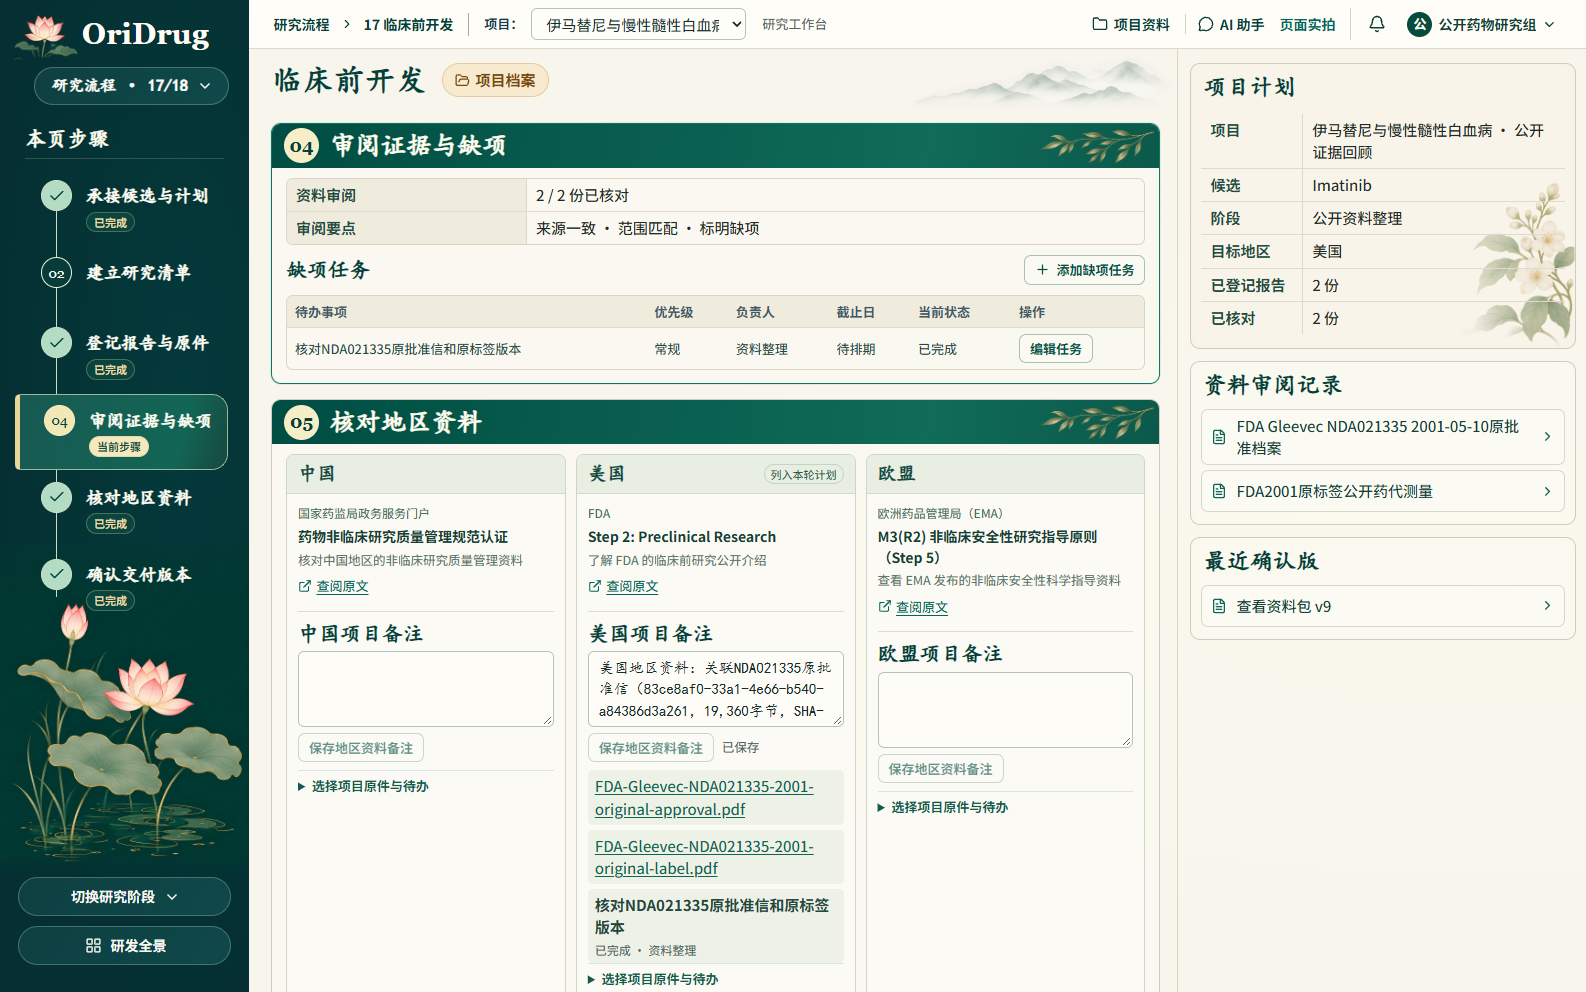 OriDrug
研究流程 • 17/18
本页步骤
承接候选与计划
已完成
02 建立研究清单
登记报告与原件
已完成
04 审阅证据与缺项
当前步骤
核对地区资料
已完成
确认交付版本
已完成
切换研究阶段
研发全景
研究流程 > 17 临床前开发 项目： 伊马替尼与慢性髓性白血病 研究工作台
项目资料 AI 助手 页面实拍 公 公开药物研究组
临床前开发 项目档案
04 审阅证据与缺项
资料审阅 2 / 2 份已核对
审阅要点 来源一致 • 范围匹配 • 标明缺项
缺项任务 + 添加缺项任务
待办事项 优先级 负责人 截止日 当前状态 操作
核对NDA021335原批准信和原标签版本 常规 资料整理 待排期 已完成 编辑任务
05 核对地区资料
中国
国家药监局政务服务门户
药物非临床研究质量管理规范认证
核对中国地区的非临床研究质量管理资料
查阅原文
中国项目备注
保存地区资料备注
选择项目原件与待办
美国 列入本轮计划
FDA
Step 2: Preclinical Research
了解 FDA 的临床前研究公开介绍
查阅原文
美国项目备注
美国地区资料：关联NDA021335原批
准信（83ce8af0-33a1-4e66-b540-
a84386d3a261，19,360字节，SHA-
保存地区资料备注 已保存
FDA-Gleevec-NDA021335-2001-
original-approval.pdf
FDA-Gleevec-NDA021335-2001-
original-label.pdf
核对NDA021335原批准信和原标签
版本
已完成 • 资料整理
选择项目原件与待办
欧盟
欧洲药品管理局（EMA）
M3(R2) 非临床安全性研究指导原则
（Step 5）
查看 EMA 发布的非临床安全性科学指导资料
查阅原文
欧盟项目备注
保存地区资料备注
选择项目原件与待办
项目计划
项目 伊马替尼与慢性髓性白血病 • 公开
证据回顾
候选 Imatinib
阶段 公开资料整理
目标地区 美国
已登记报告 2 份
已核对 2 份
资料审阅记录
FDA Gleevec NDA021335 2001-05-10原批
准档案
FDA2001原标签公开药代测量
最近确认版
查看资料包 v9